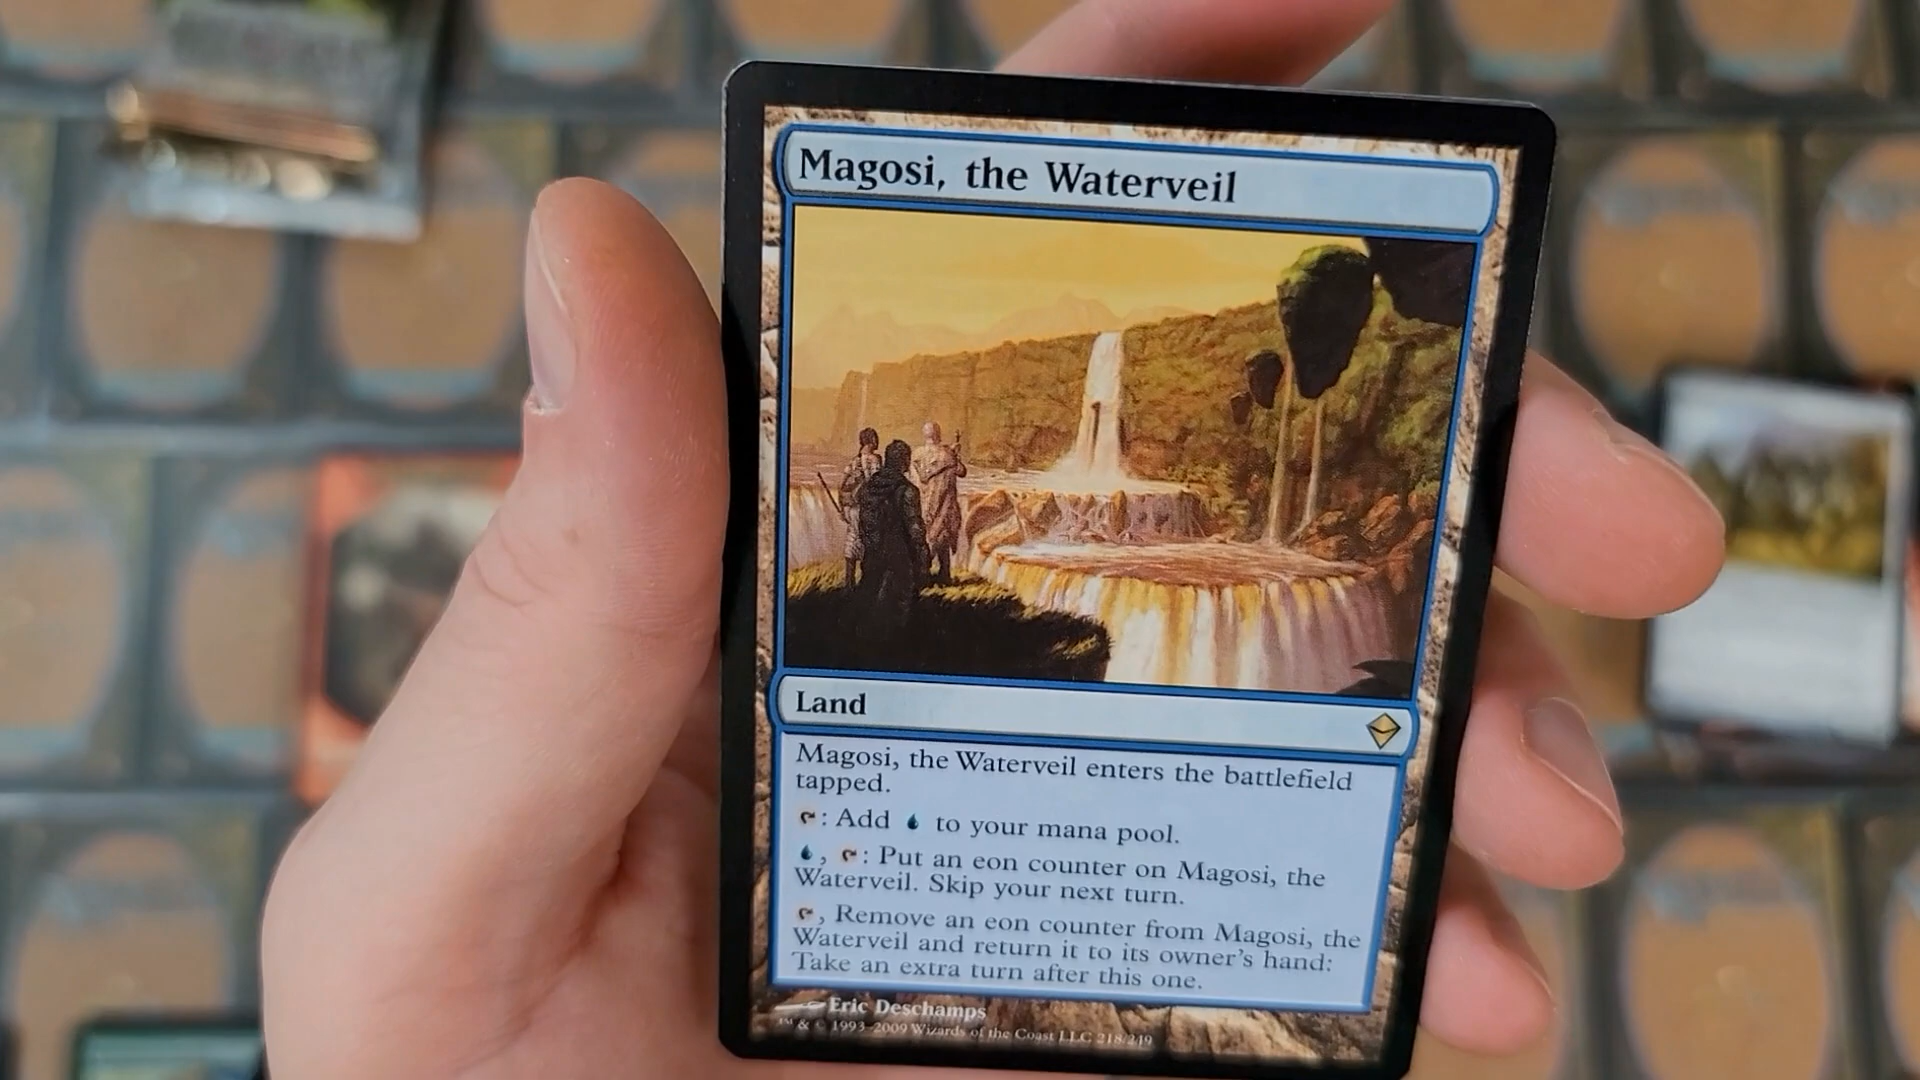 Magosi, the Waterveil
Land
Magosi, the Waterveil enters the battlefield
tapped.
: Add to your mana pool.
, : Put an eon counter on Magosi, the
Waterveil. Skip your next turn.
, Remove an eon counter from Magosi, the
Waterveil and return it to its owner's hand:
Take an extra turn after this one.
Eric Deschamps
™ & © 1993–2009 Wizards of the Coast LLC 218/249